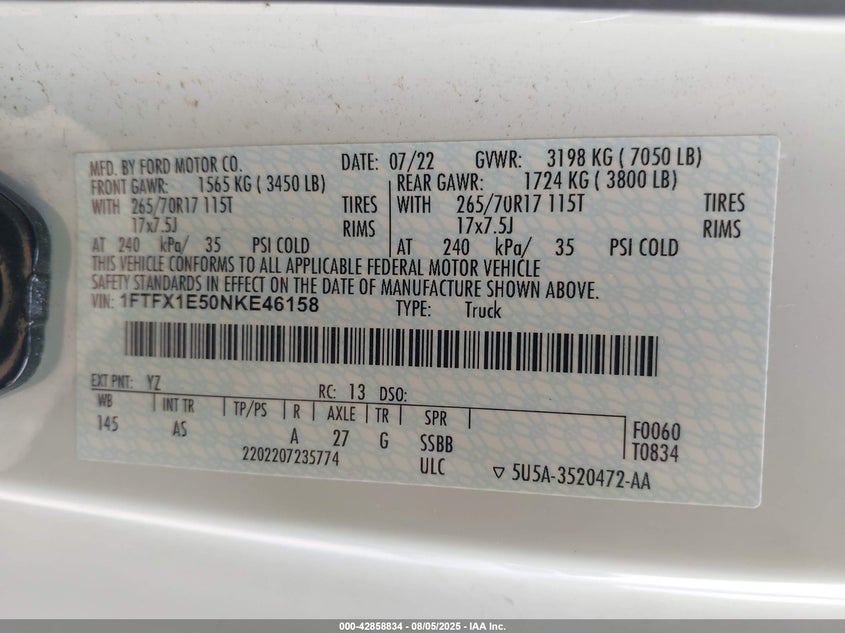 MFD. BY FORD MOTOR CO. DATE: 07/22 GVWR: 3198 KG ( 7050 LB)
FRONT GAWR: 1565 KG ( 3450 LB) REAR GAWR: 1724 KG ( 3800 LB)
WITH 265/70R17 115T TIRES WITH 265/70R17 115T TIRES
17x7.5J RIMS 17x7.5J RIMS
AT 240 kPa/ 35 PSI COLD AT 240 kPa/ 35 PSI COLD
THIS VEHICLE CONFORMS TO ALL APPLICABLE FEDERAL MOTOR VEHICLE
SAFETY STANDARDS IN EFFECT ON THE DATE OF MANUFACTURE SHOWN ABOVE.
VIN: 1FTFX1E50NKE46158 TYPE: Truck
EXT PNT: YZ RC: 13 DSO:
WB INT TR TP/PS R AXLE TR SPR
145 AS A 27 G SSBB F0060
2202207235774 ULC T0834
5U5A-3520472-AA
000-42858834 - 08/05/2025 - IAA Inc.